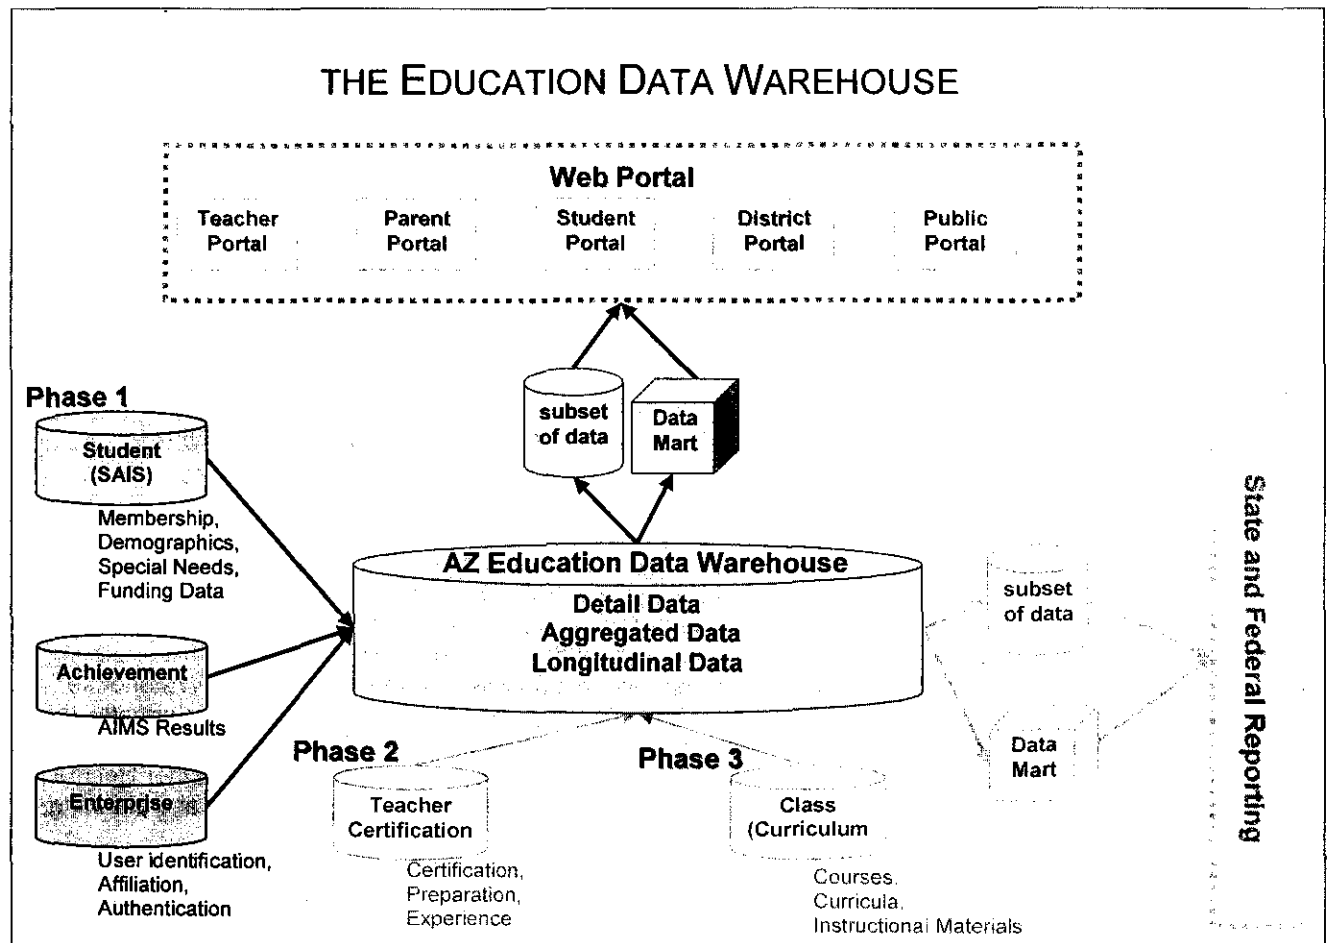 THE EDUCATION DATA WAREHOUSE
Web Portal
Teacher
Portal
Parent
Portal
Student
Portal
District
Portal
Public
Portal
Phase 1
Student
(SAIS)
Membership,
Demographics,
Special Needs,
Funding Data
Achievement
AIMS Results
Enterprise
User identification,
Affiliation,
Authentication
subset
of data
Data
Mart
AZ Education Data Warehouse
Detail Data
Aggregated Data
Longitudinal Data
Phase 2
Teacher
Certification
Certification,
Preparation,
Experience
Phase 3
Class
(Curriculum
Courses,
Curricula,
Instructional Materials
subset
of data
Data
Mart
State and Federal Reporting